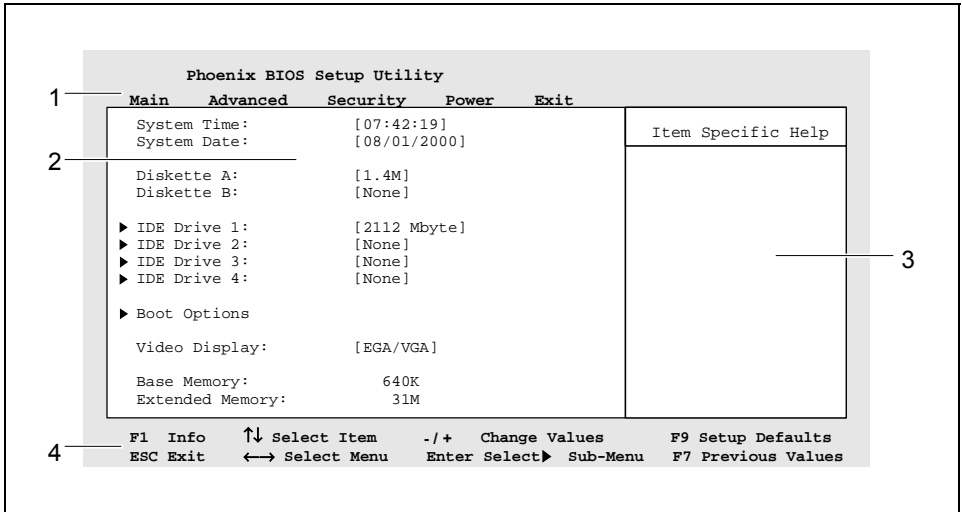 Phoenix BIOS Setup Utility
1
Main Advanced Security Power Exit
System Time: [07:42:19]
System Date: [08/01/2000]
Item Specific Help
2
Diskette A: [1.4M]
Diskette B: [None]
▶ IDE Drive 1: [2112 Mbyte]
▶ IDE Drive 2: [None]
▶ IDE Drive 3: [None]
▶ IDE Drive 4: [None]
3
▶ Boot Options
Video Display: [EGA/VGA]
Base Memory: 640K
Extended Memory: 31M
4
F1 Info ↑↓ Select Item -/+ Change Values F9 Setup Defaults
ESC Exit ←→ Select Menu Enter Select▶ Sub-Menu F7 Previous Values